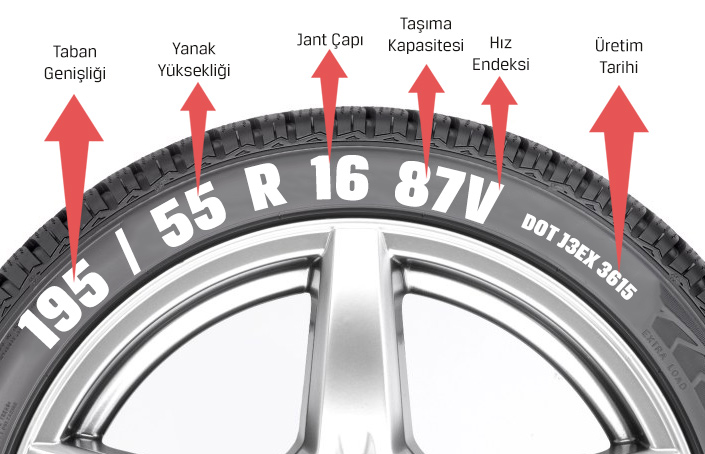 Taban
Genişliği
Yanak
Yüksekliği
Jant Çapı
Taşıma
Kapasitesi
Hız
Endeksi
Üretim
Tarihi
195 / 55 R 16 87V
DOT J3EX 3615
EXTRA LOAD